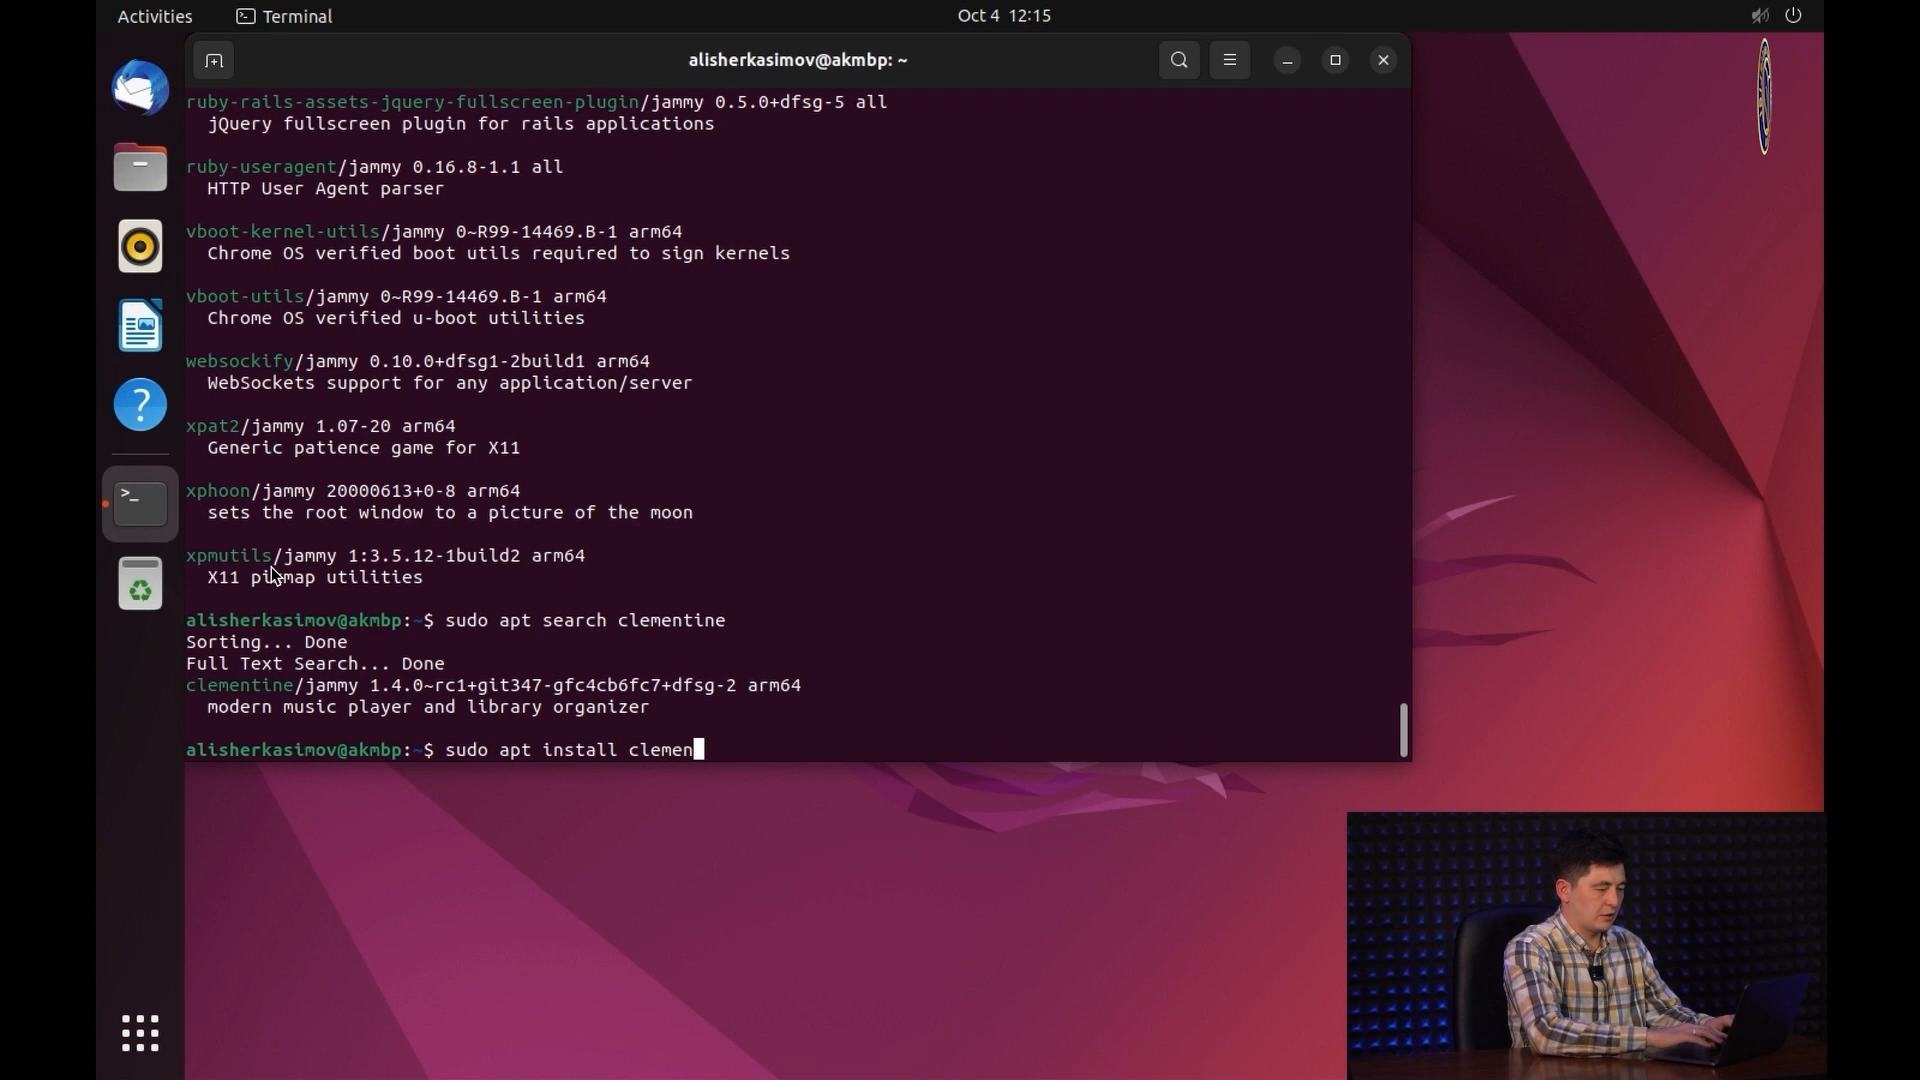 Activities Terminal Oct 4 12:15
alisherkasimov@akmbp: ~
ruby-rails-assets-jquery-fullscreen-plugin/jammy 0.5.0+dfsg-5 all
jQuery fullscreen plugin for rails applications
ruby-useragent/jammy 0.16.8-1.1 all
HTTP User Agent parser
vboot-kernel-utils/jammy 0~R99-14469.B-1 arm64
Chrome OS verified boot utils required to sign kernels
vboot-utils/jammy 0~R99-14469.B-1 arm64
Chrome OS verified u-boot utilities
websockify/jammy 0.10.0+dfsg1-2build1 arm64
WebSockets support for any application/server
xpat2/jammy 1.07-20 arm64
Generic patience game for X11
xphoon/jammy 20000613+0-8 arm64
sets the root window to a picture of the moon
xpmutils/jammy 1:3.5.12-1build2 arm64
X11 pixmap utilities
alisherkasimov@akmbp:~$ sudo apt search clementine
Sorting... Done
Full Text Search... Done
clementine/jammy 1.4.0~rc1+git347-gfc4cb6fc7+dfsg-2 arm64
modern music player and library organizer
alisherkasimov@akmbp:~$ sudo apt install clemen